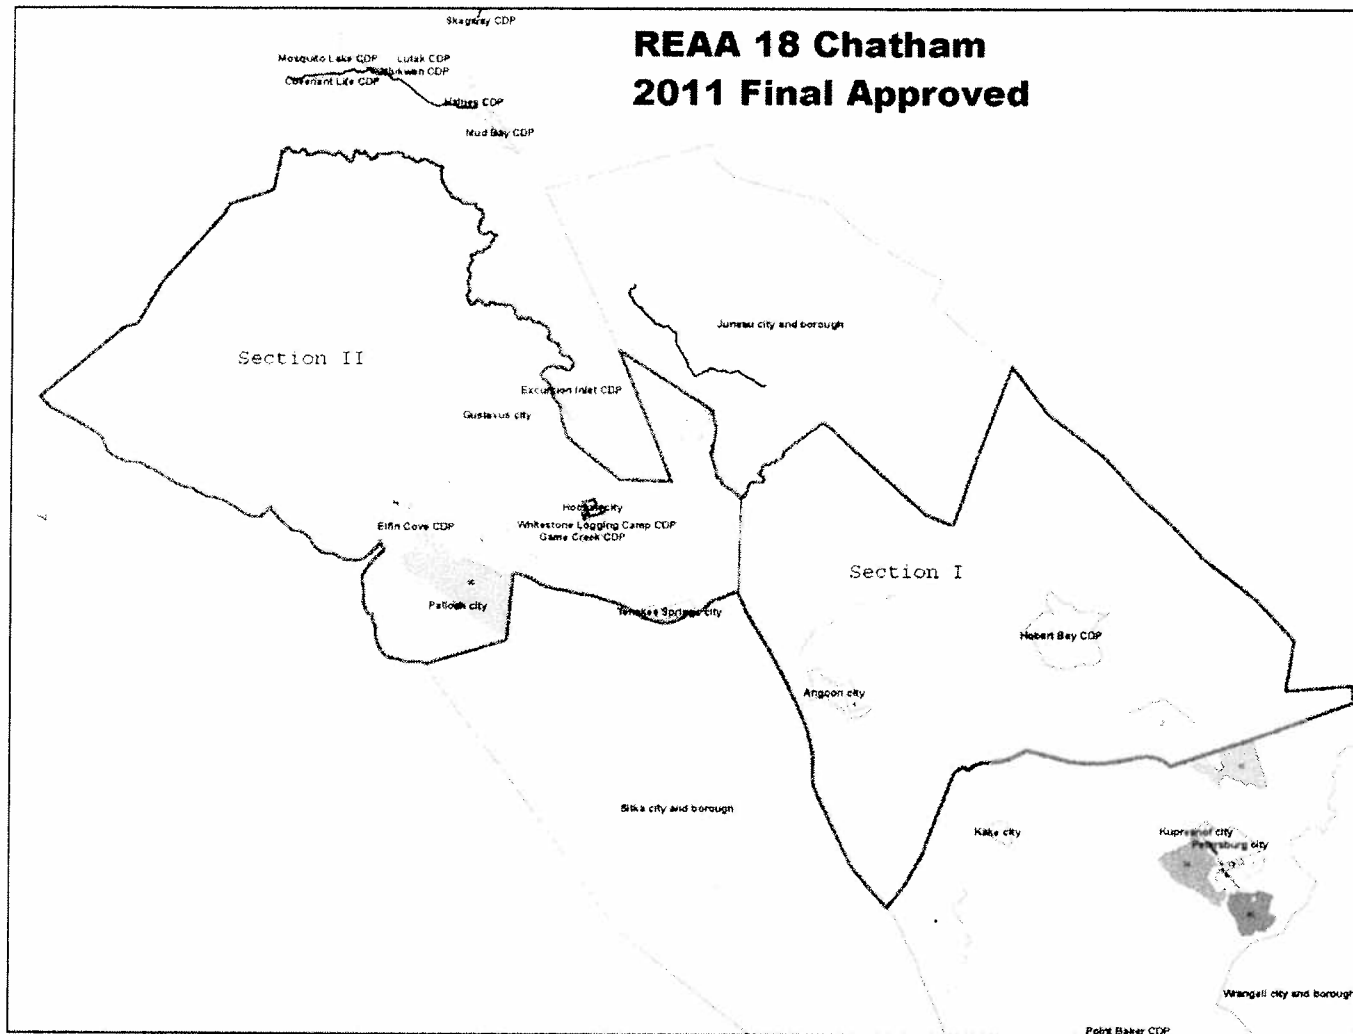 Skagway CDP
REAA 18 Chatham
2011 Final Approved
Mosquito Lake CDP
Lutak CDP
Covenant Life CDP
Haines CDP
Mud Bay CDP
Juneau city and borough
Section II
Excursion Inlet CDP
Gustavus city
city
Elfin Cove CDP
Whitestone Logging Camp CDP
Game Creek CDP
Section I
city
Tenakee Springs city
Hobart Bay CDP
Angoon city
Sitka city and borough
Kake city
Kupreanof city
Petersburg city
Wrangell city and borough
Point Baker CDP